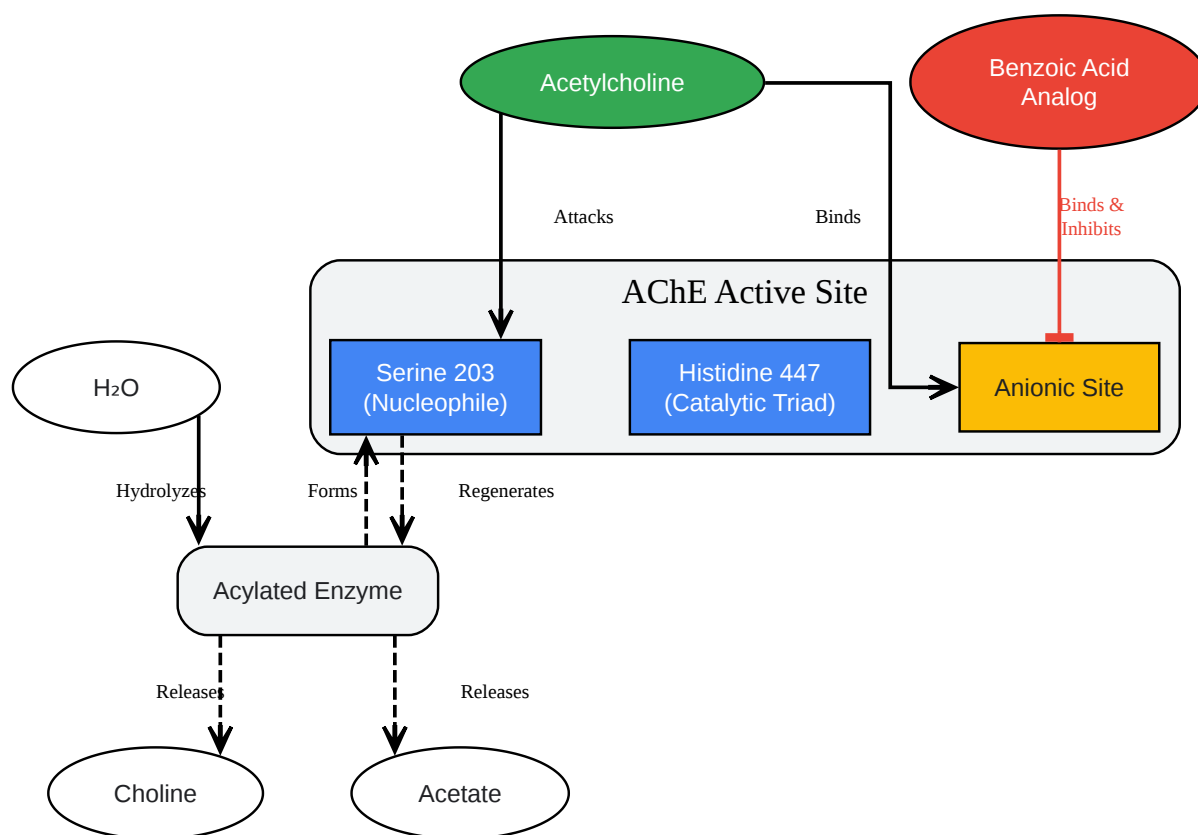 Acetylcholine
Benzoic Acid
Analog
Attacks
Binds
Binds &
Inhibits
AChE Active Site
Serine 203
(Nucleophile)
Histidine 447
(Catalytic Triad)
Anionic Site
H₂O
Hydrolyzes
Forms
Regenerates
Acylated Enzyme
Releases
Releases
Choline
Acetate